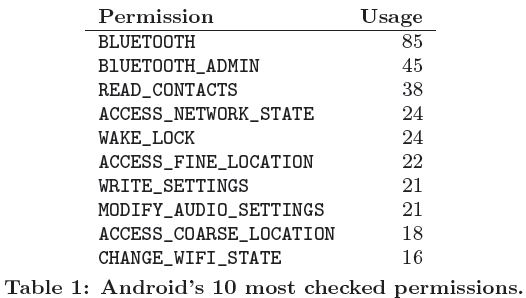 Permission Usage
BLUETOOTH 85
BlUETOOTH_ADMIN 45
READ_CONTACTS 38
ACCESS_NETWORK_STATE 24
WAKE_LOCK 24
ACCESS_FINE_LOCATION 22
WRITE_SETTINGS 21
MODIFY_AUDIO_SETTINGS 21
ACCESS_COARSE_LOCATION 18
CHANGE_WIFI_STATE 16
Table 1: Android's 10 most checked permissions.